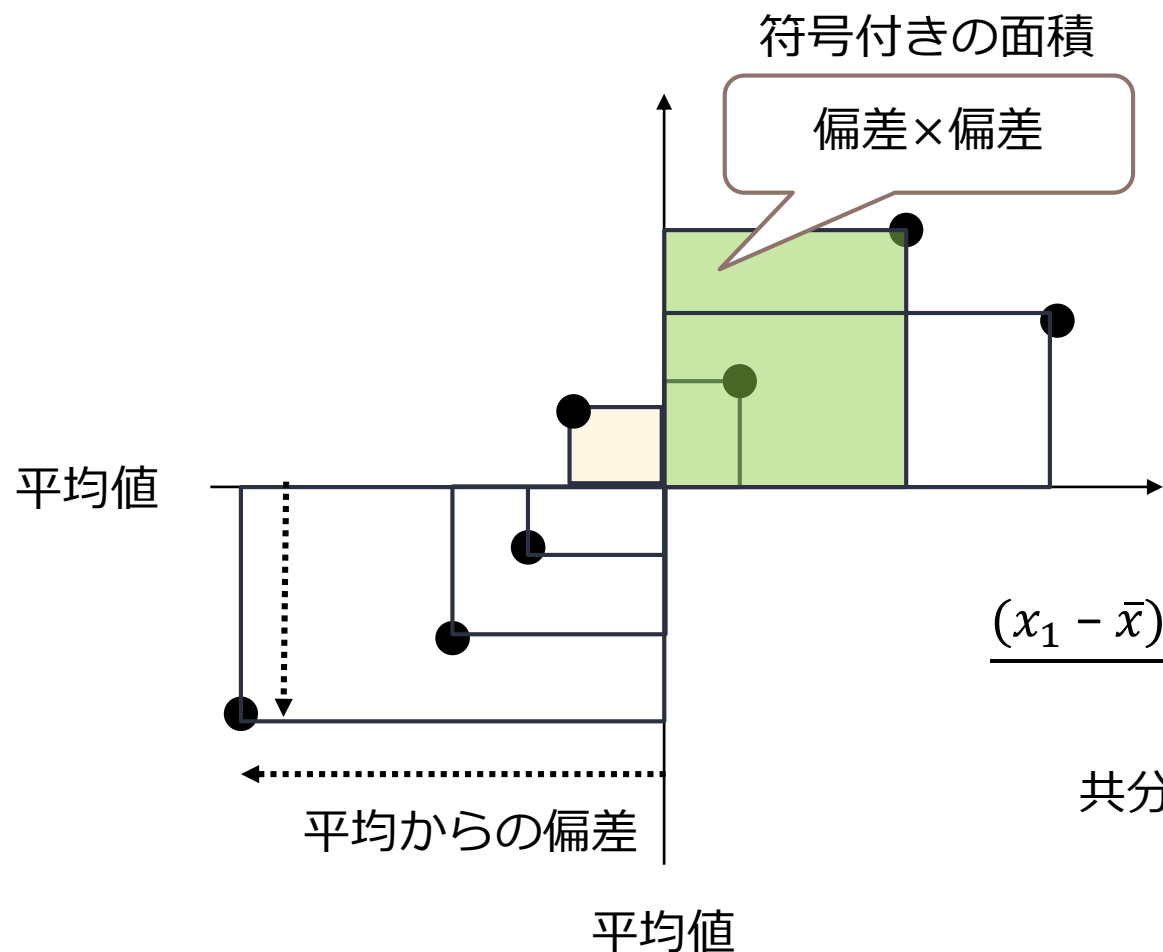 符号付きの面積
偏差×偏差
平均値
(x₁ − x̄)
共分
平均からの偏差
平均値